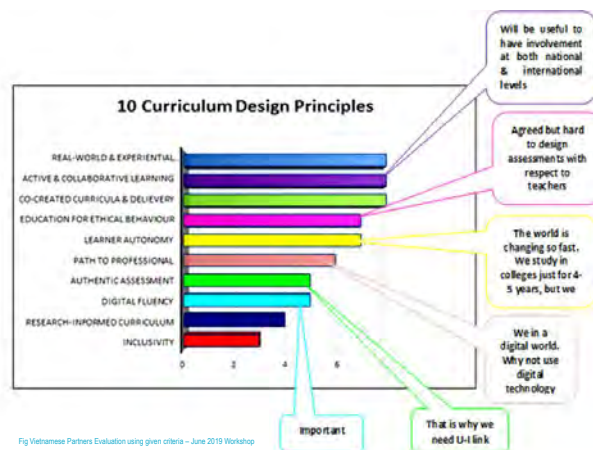 Will be useful to
have involvement
at both national
& international
levels
10 Curriculum Design Principles
Agreed but hard
to design
assessments with
respect to
teachers
REAL-WORLD & EXPERIENTIAL
ACTIVE & COLLABORATIVE LEARNING
CO-CREATED CURRICULA & DELIEVERY
EDUCATION FOR ETHICAL BEHAVIOUR
LEARNER AUTONOMY
PATH TO PROFESSIONAL
AUTHENTIC ASSESSMENT
DIGITAL FLUENCY
RESEARCH-INFORMED CURRICULUM
INCLUSIVITY
0 2 4 6
The world is
changing so fast.
We study in
colleges just for 4-
5 years, but we
We in a
digital world.
Why not use
digital
technology
Important
That is why we
need U-I link
Fig Vietnamese Partners Evaluation using given criteria – June 2019 Workshop